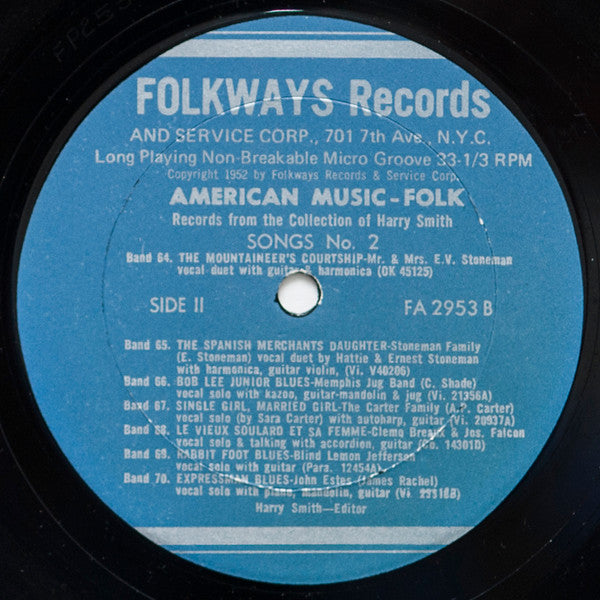 FP253
FOLKWAYS Records
AND SERVICE CORP., 701 7th Ave., N.Y.C.
Long Playing Non-Breakable Micro Groove 33-1/3 RPM
Copyright 1952 by Folkways Records & Service Corp.
AMERICAN MUSIC-FOLK
Records from the Collection of Harry Smith
SONGS No. 2
Band 64. THE MOUNTAINEER'S COURTSHIP-Mr. & Mrs. E.V. Stoneman
vocal duet with guitar & harmonica (OK 45125)
SIDE II
FA 2953 B
Band 65. THE SPANISH MERCHANTS DAUGHTER-Stoneman Family
(E. Stoneman) vocal duet by Hattie & Ernest Stoneman
with harmonica, guitar violin, (Vi. V40206)
Band 66. BOB LEE JUNIOR BLUES-Memphis Jug Band (C. Shade)
vocal solo with kazoo, guitar-mandolin & jug (Vi. 21356A)
Band 67. SINGLE GIRL, MARRIED GIRL-The Carter Family (A.P. Carter)
vocal solo (by Sara Carter) with autoharp, guitar (Vi. 20937A)
Band 68. LE VIEUX SOULARD ET SA FEMME-Clemo Breaux & Jos. Falcon
vocal solo & talking with accordien, guitar (Co. 14301D)
Band 69. RABBIT FOOT BLUES-Blind Lemon Jefferson
vocal solo with guitar (Para. 12454A)
Band 70. EXPRESSMAN BLUES-John Estes (James Rachel)
vocal solo with piano, mandolin, guitar (Vi.
Harry Smith-Editor